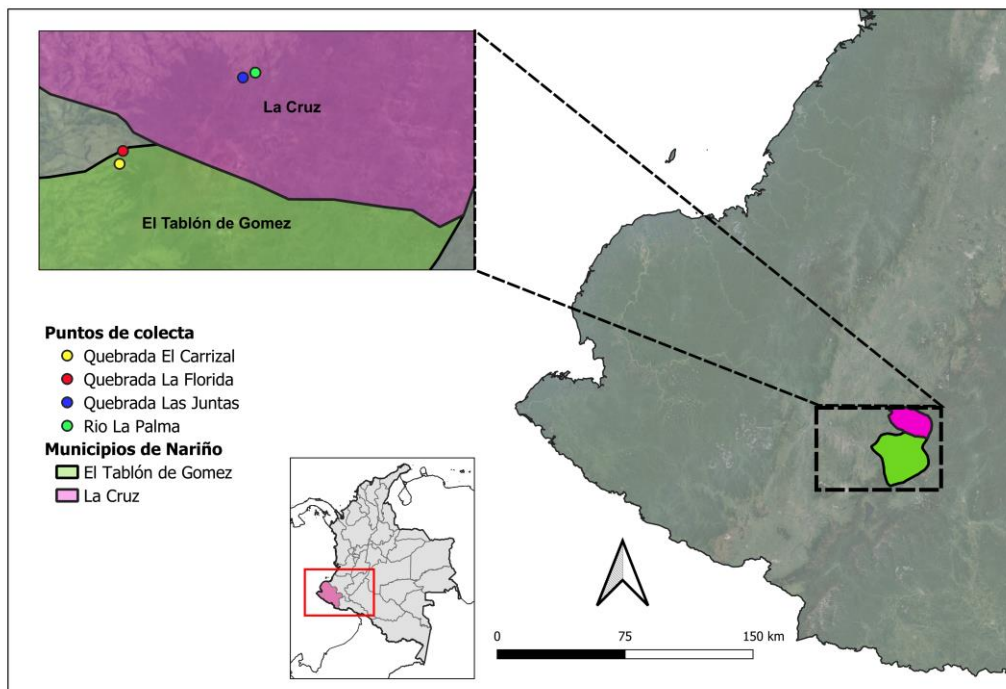 La Cruz
El Tablón de Gomez
Puntos de colecta
Quebrada El Carrizal
Quebrada La Florida
Quebrada Las Juntas
Rio La Palma
Municipios de Nariño
El Tablón de Gomez
La Cruz
0 75 150 km